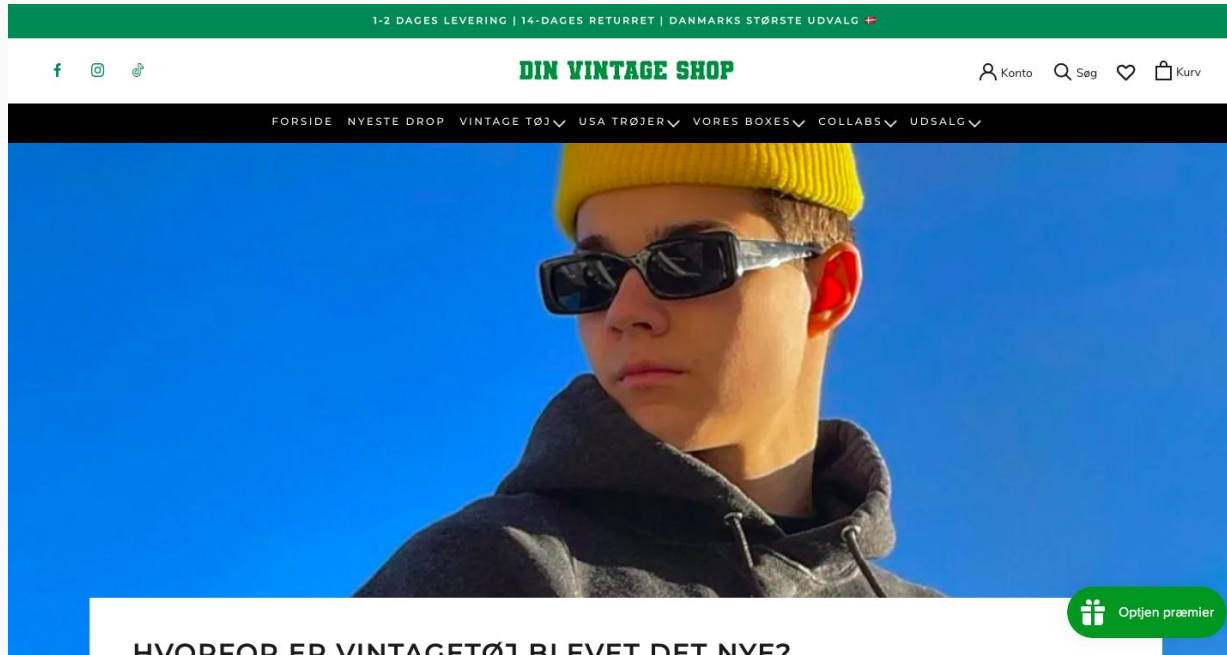 1-2 DAGES LEVERING | 14-DAGES RETURRET | DANMARKS STØRSTE UDVALG 🇩🇰
DIN VINTAGE SHOP
Konto
Søg
Kurv
FORSIDE NYESTE DROP VINTAGE TØJ USA TRØJER VORES BOXES COLLABS UDSALG
Optjen præmier
HVORFOR ER VINTAGETØJ BLEVET DET NYE?